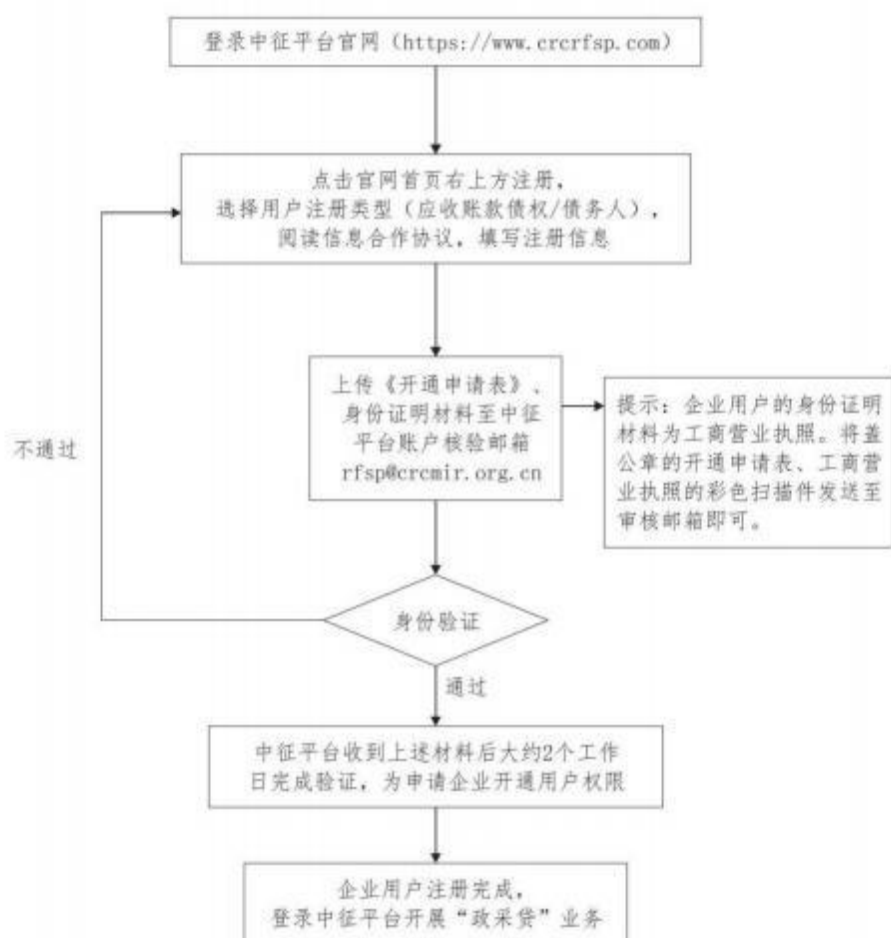 登录中征平台官网（https://www.crcrfsp.com）
点击官网首页右上方注册，
选择用户注册类型（应收账款债权/债务人），
阅读信息合作协议，填写注册信息
上传《开通申请表》、
身份证明材料至中征
平台账户核验邮箱
rfsp@crcmir.org.cn
提示：企业用户的身份证明
材料为工商营业执照。将盖
公章的开通申请表、工商营
业执照的彩色扫描件发送至
审核邮箱即可。
不通过
身份验证
通过
中征平台收到上述材料后大约2个工作
日完成验证，为申请企业开通用户权限
企业用户注册完成，
登录中征平台开展“政采贷”业务